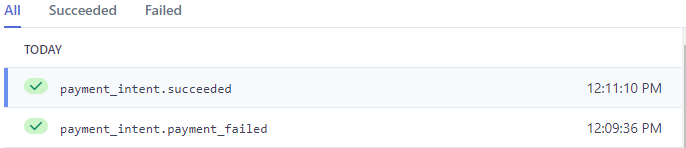 All Succeeded Failed
TODAY
payment_intent.succeeded 12:11:10 PM
payment_intent.payment_failed 12:09:36 PM